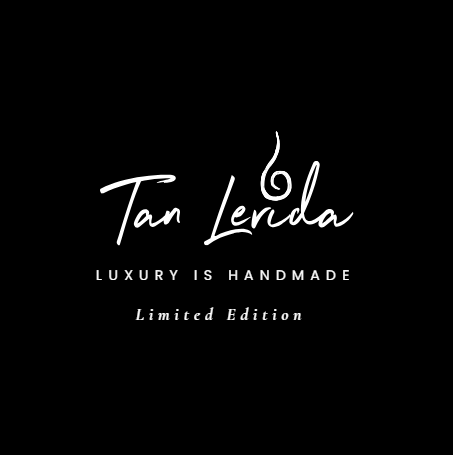 Tan Lerida
LUXURY IS HANDMADE
Limited Edition